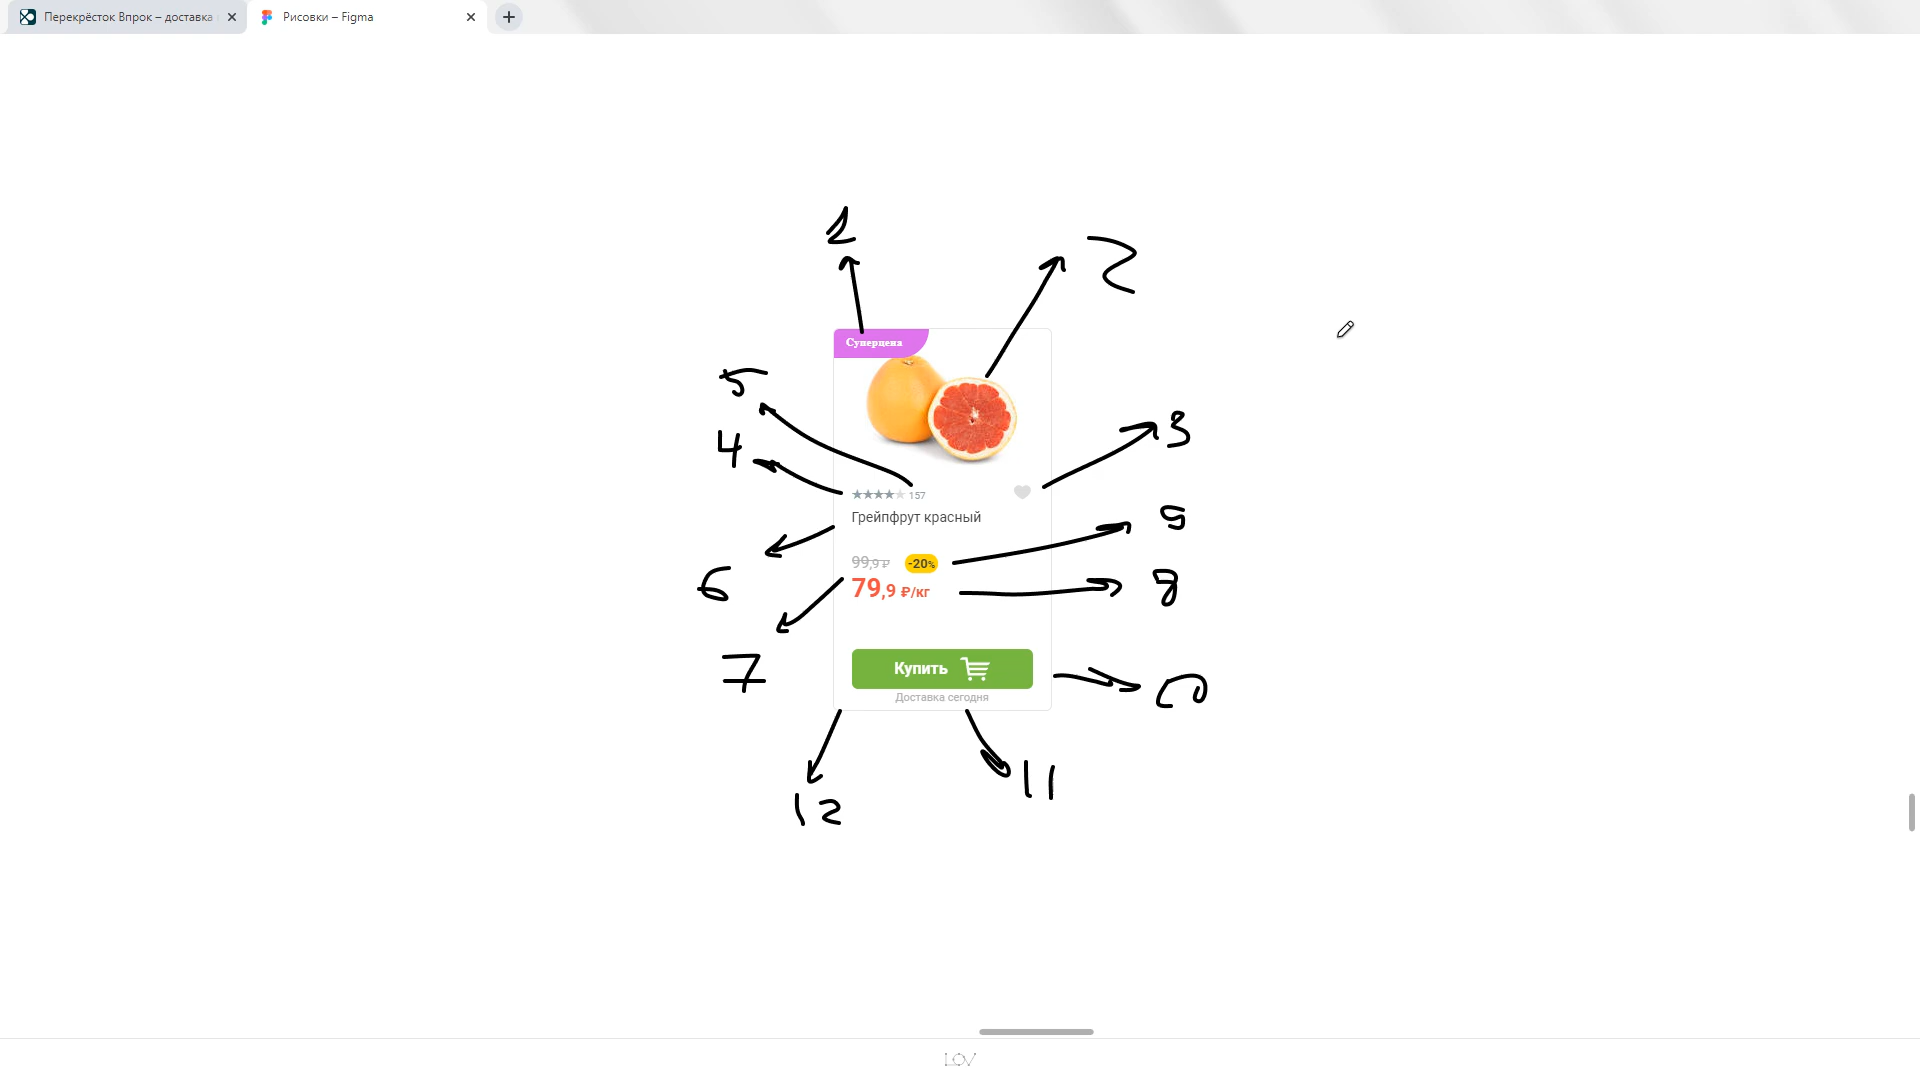 Перекрёсток Впрок – доставка
Рисовки – Figma
1
2
Суперцена
5
3
4
157
Грейпфрут красный
9
99,9 ₽ -20%
6
79,9 ₽/кг
8
7
Купить
Доставка сегодня
11
12
LOV